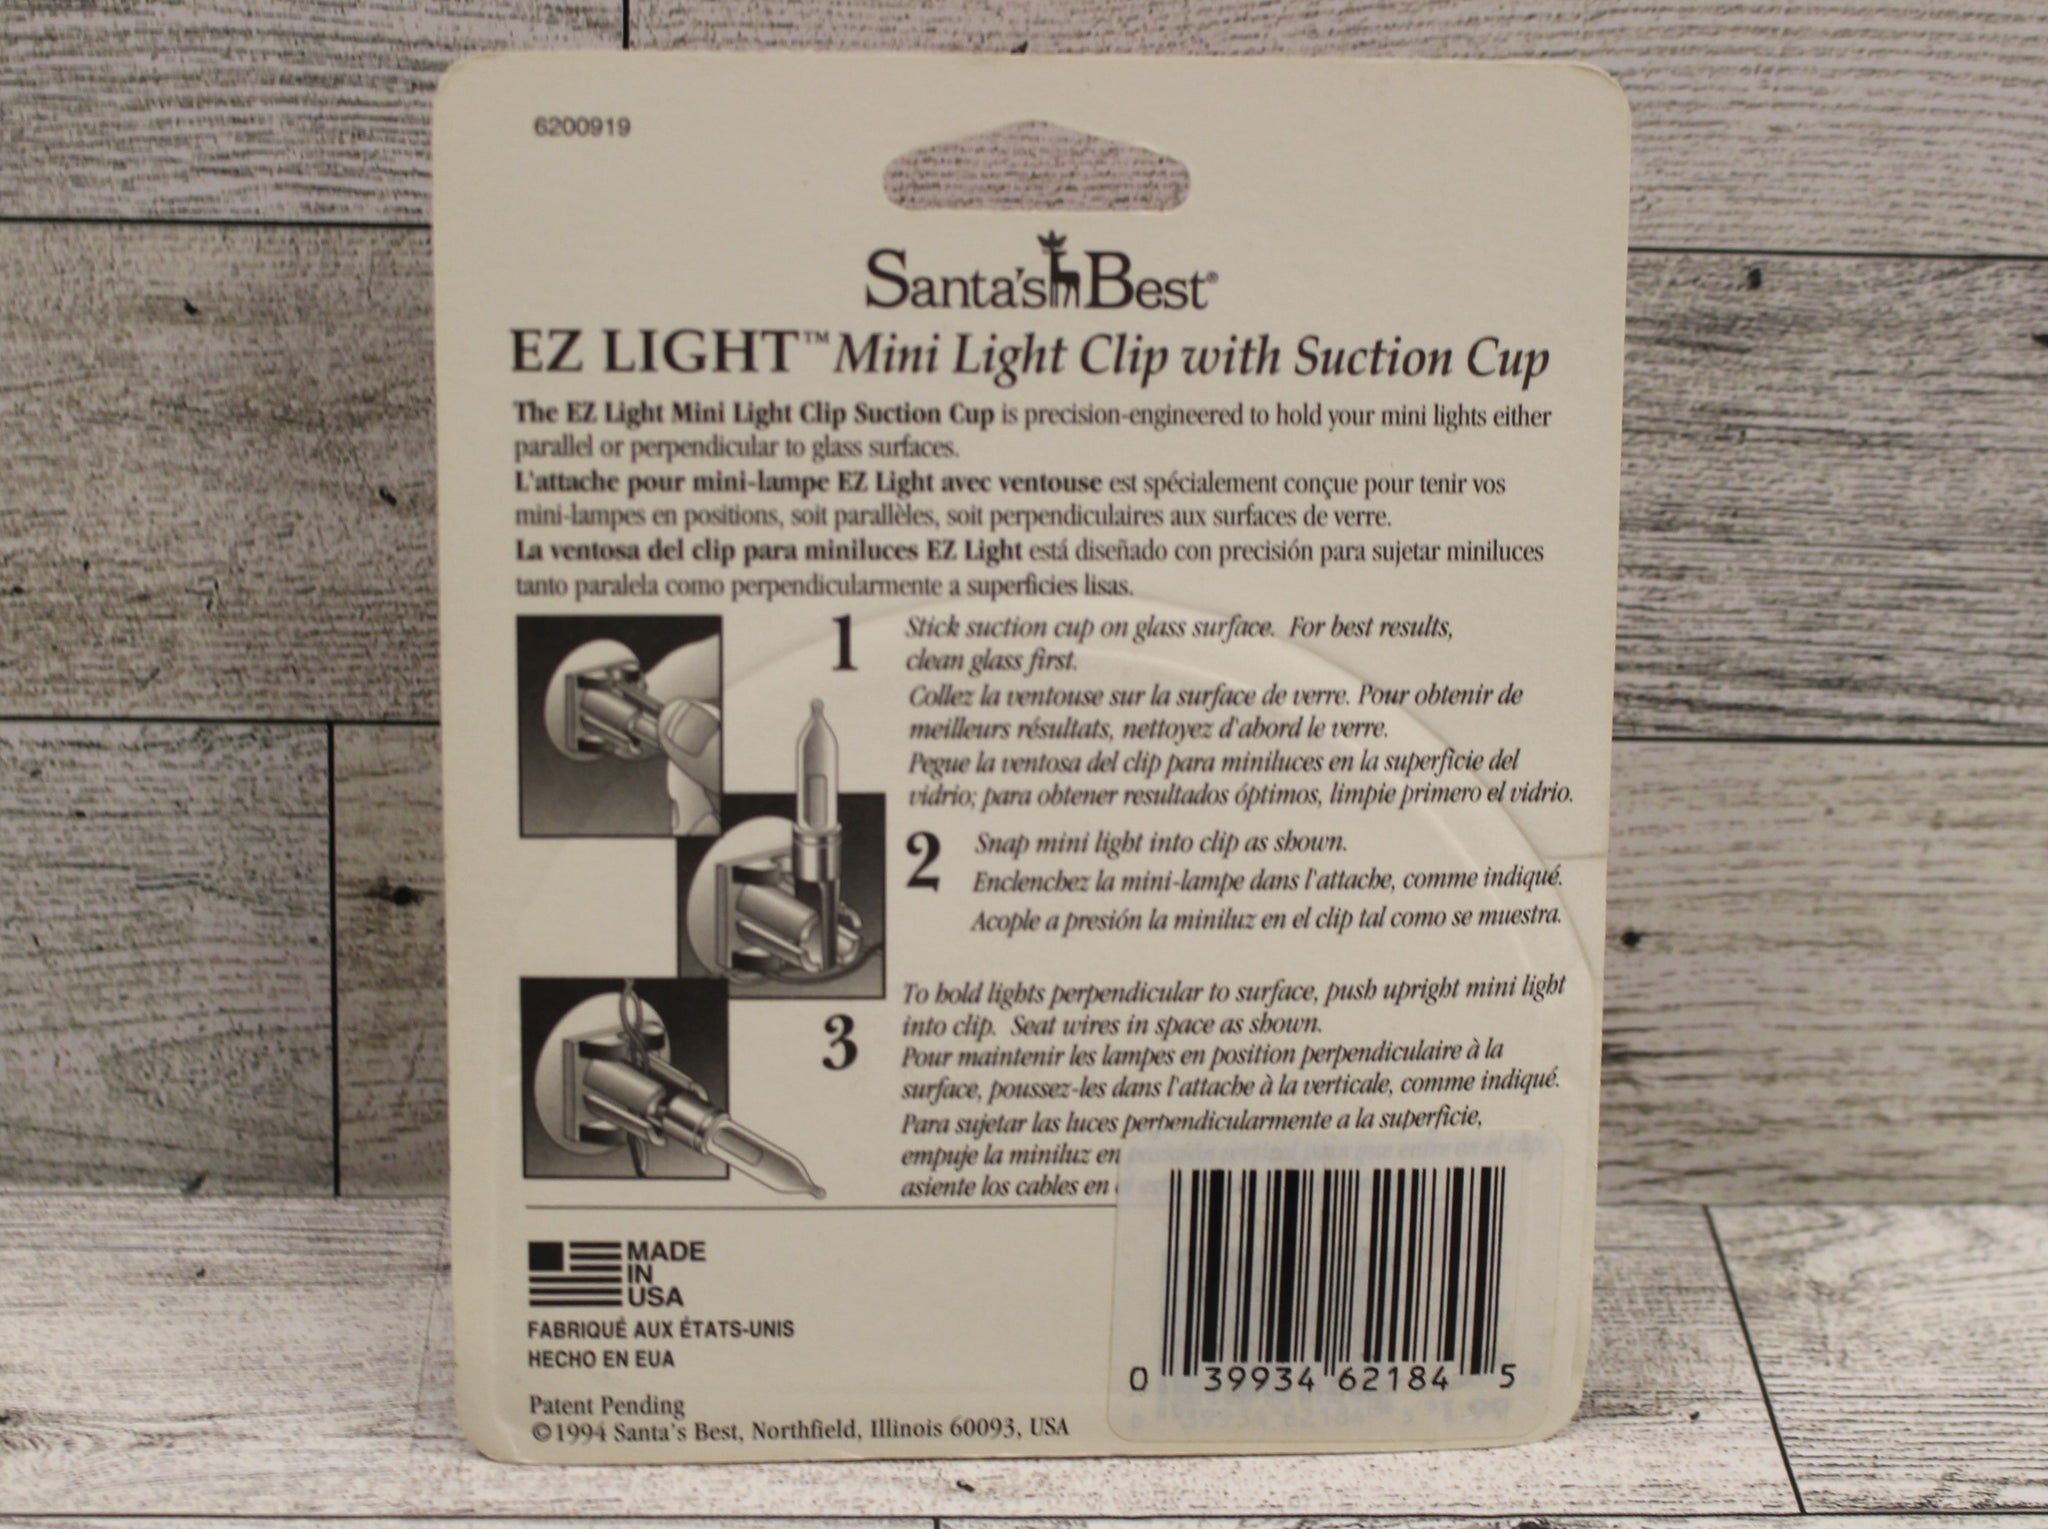 6200919
Santa's Best®
EZ LIGHT™ Mini Light Clip with Suction Cup
The EZ Light Mini Light Clip Suction Cup is precision-engineered to hold your mini lights either
parallel or perpendicular to glass surfaces.
L'attache pour mini-lampe EZ Light avec ventouse est spécialement conçue pour tenir vos
mini-lampes en positions, soit parallèles, soit perpendiculaires aux surfaces de verre.
La ventosa del clip para miniluces EZ Light está diseñado con precisión para sujetar miniluces
tanto paralela como perpendicularmente a superficies lisas.
1
Stick suction cup on glass surface. For best results,
clean glass first.
Collez la ventouse sur la surface de verre. Pour obtenir de
meilleurs résultats, nettoyez d'abord le verre.
Pegue la ventosa del clip para miniluces en la superficie del
vidrio; para obtener resultados óptimos, limpie primero el vidrio.
2
Snap mini light into clip as shown.
Enclenchez la mini-lampe dans l'attache, comme indiqué.
Acople a presión la miniluz en el clip tal como se muestra.
3
To hold lights perpendicular to surface, push upright mini light
into clip. Seat wires in space as shown.
Pour maintenir les lampes en position perpendiculaire à la
surface, poussez-les dans l'attache à la verticale, comme indiqué.
Para sujetar las luces perpendicularmente a la superficie,
empuje la miniluz en
asiente los cables en
MADE
IN
USA
FABRIQUÉ AUX ÉTATS-UNIS
HECHO EN EUA
Patent Pending
©1994 Santa's Best, Northfield, Illinois 60093, USA
0 39934 62184 5